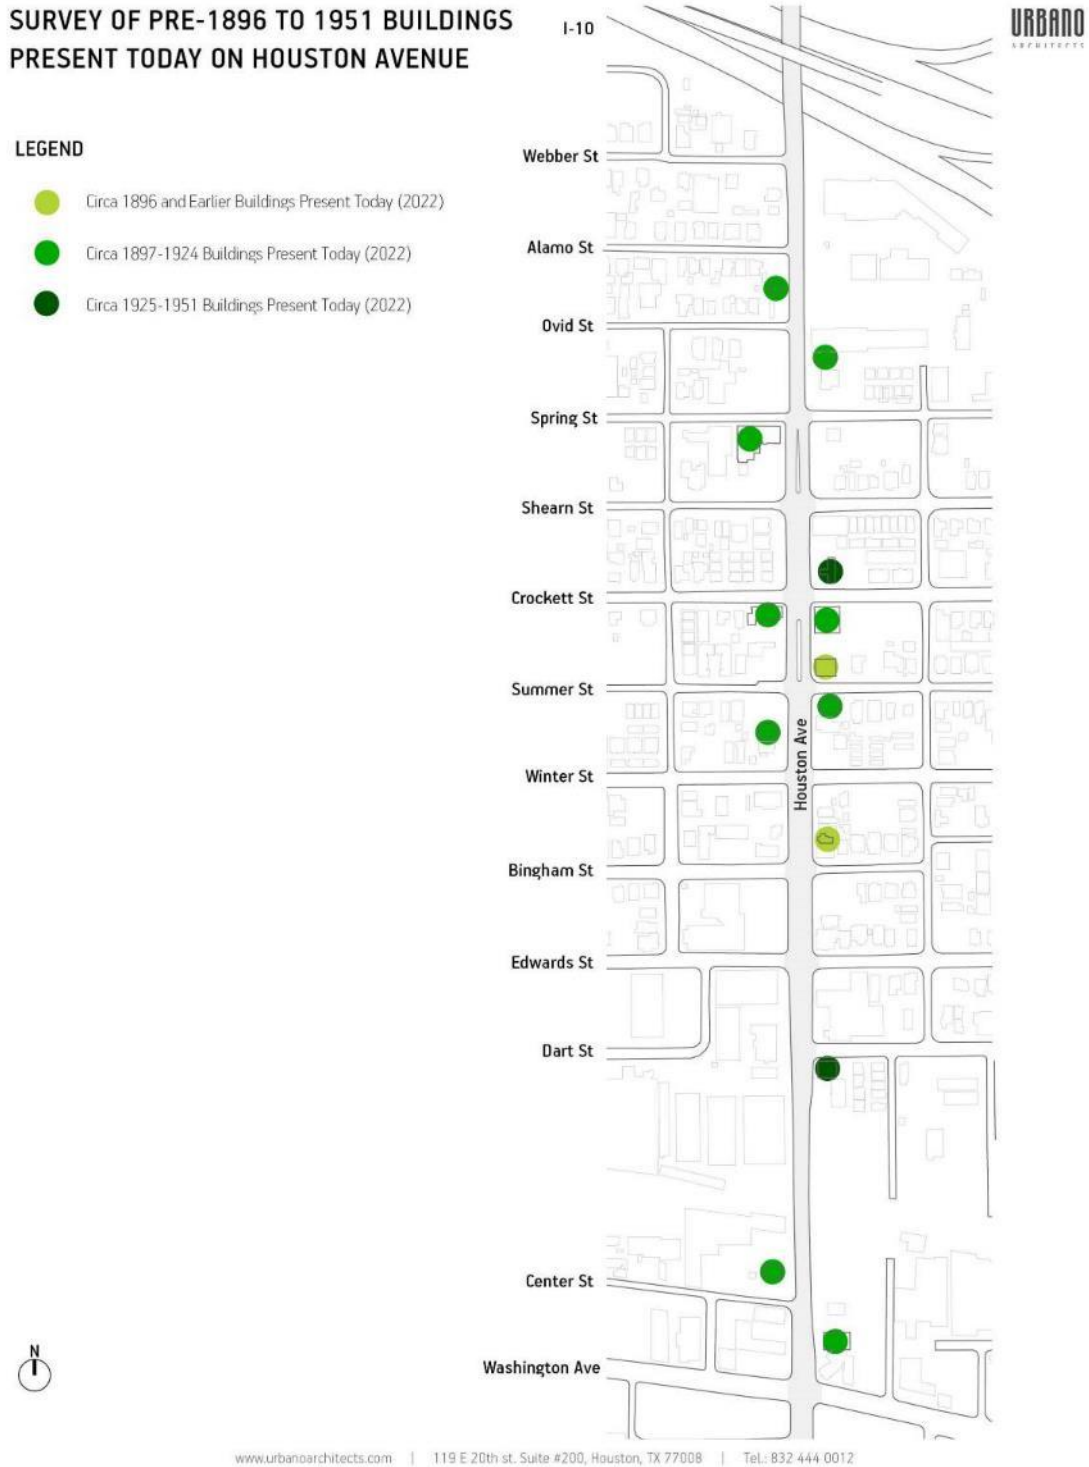 SURVEY OF PRE-1896 TO 1951 BUILDINGS
PRESENT TODAY ON HOUSTON AVENUE
I-10
URBANO
ARCHITECTS
LEGEND
Circa 1896 and Earlier Buildings Present Today (2022)
Circa 1897-1924 Buildings Present Today (2022)
Circa 1925-1951 Buildings Present Today (2022)
Webber St
Alamo St
Ovid St
Spring St
Shearn St
Crockett St
Summer St
Houston Ave
Winter St
Bingham St
Edwards St
Dart St
Center St
Washington Ave
N
www.urbanoarchitects.com | 119 E 20th st. Suite #200, Houston, TX 77008 | Tel.: 832 444 0012